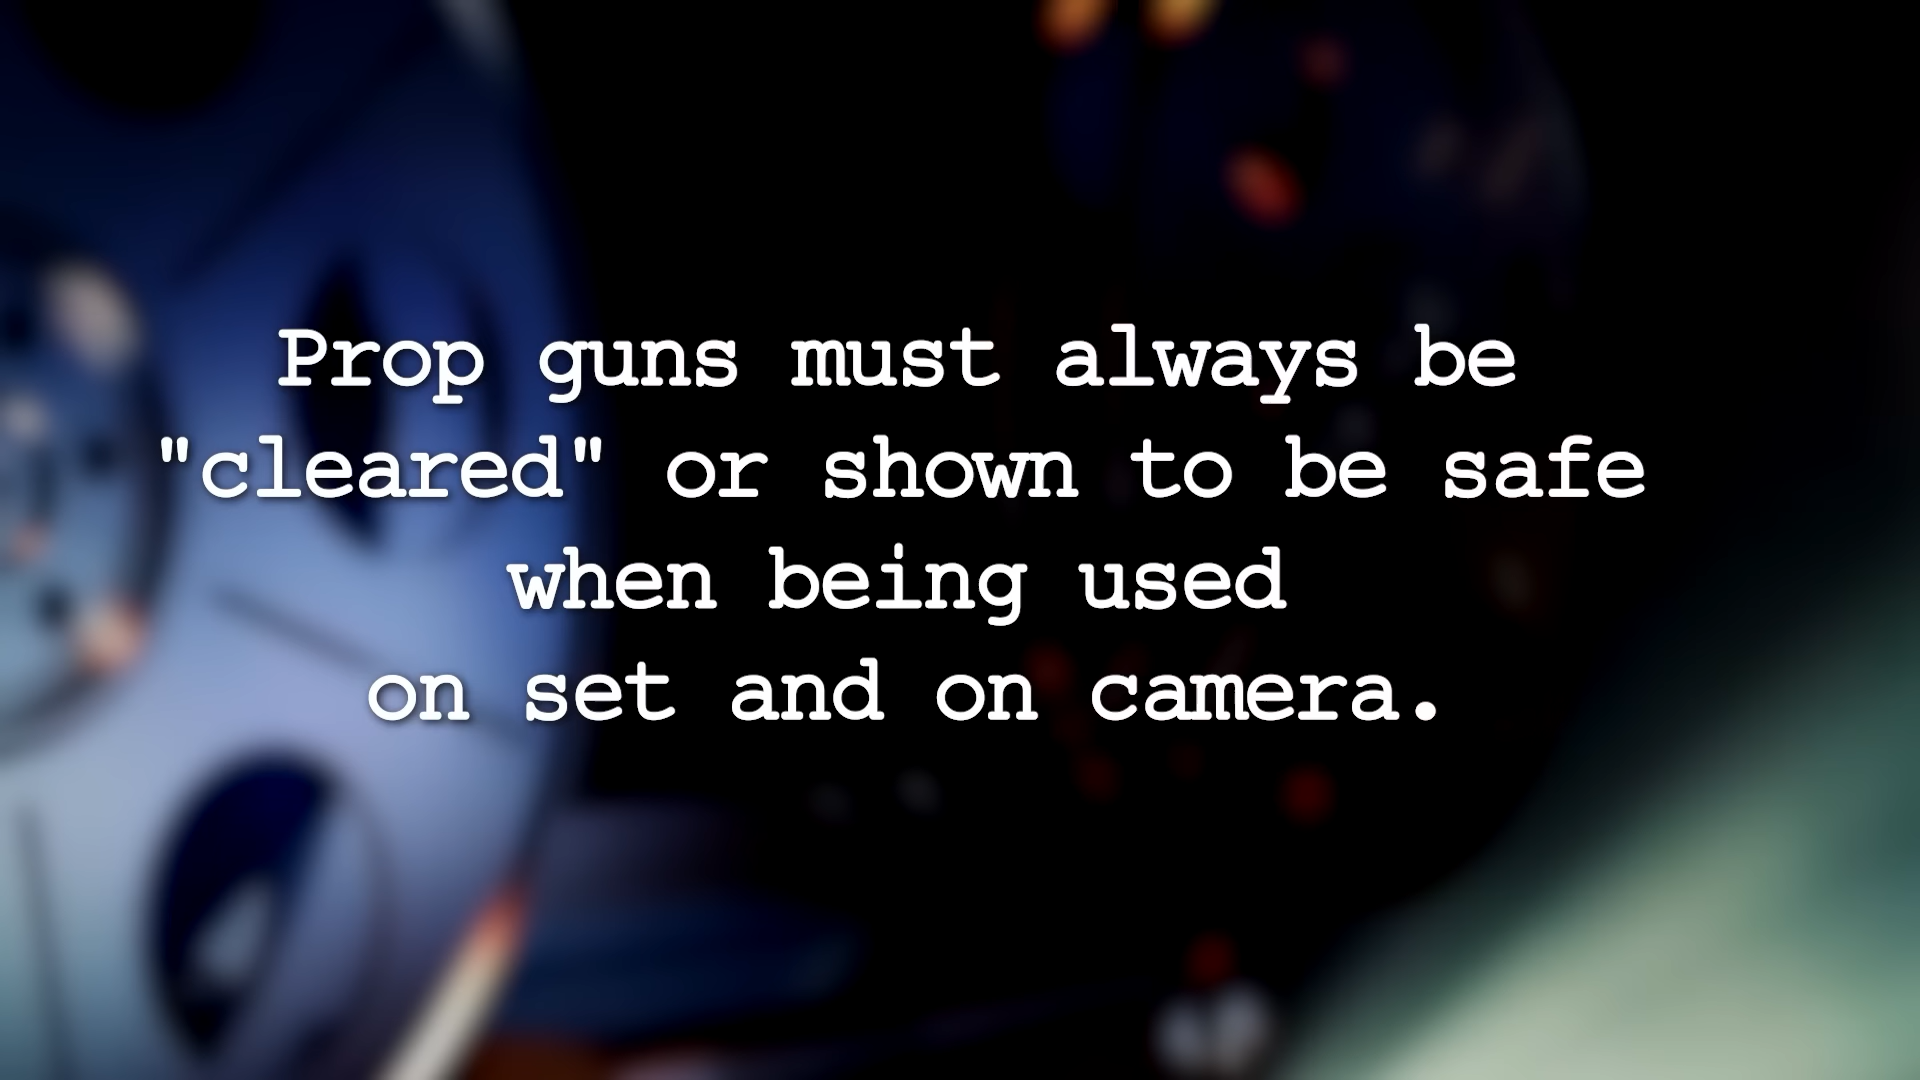 Prop guns must always be
"cleared" or shown to be safe
when being used
on set and on camera.